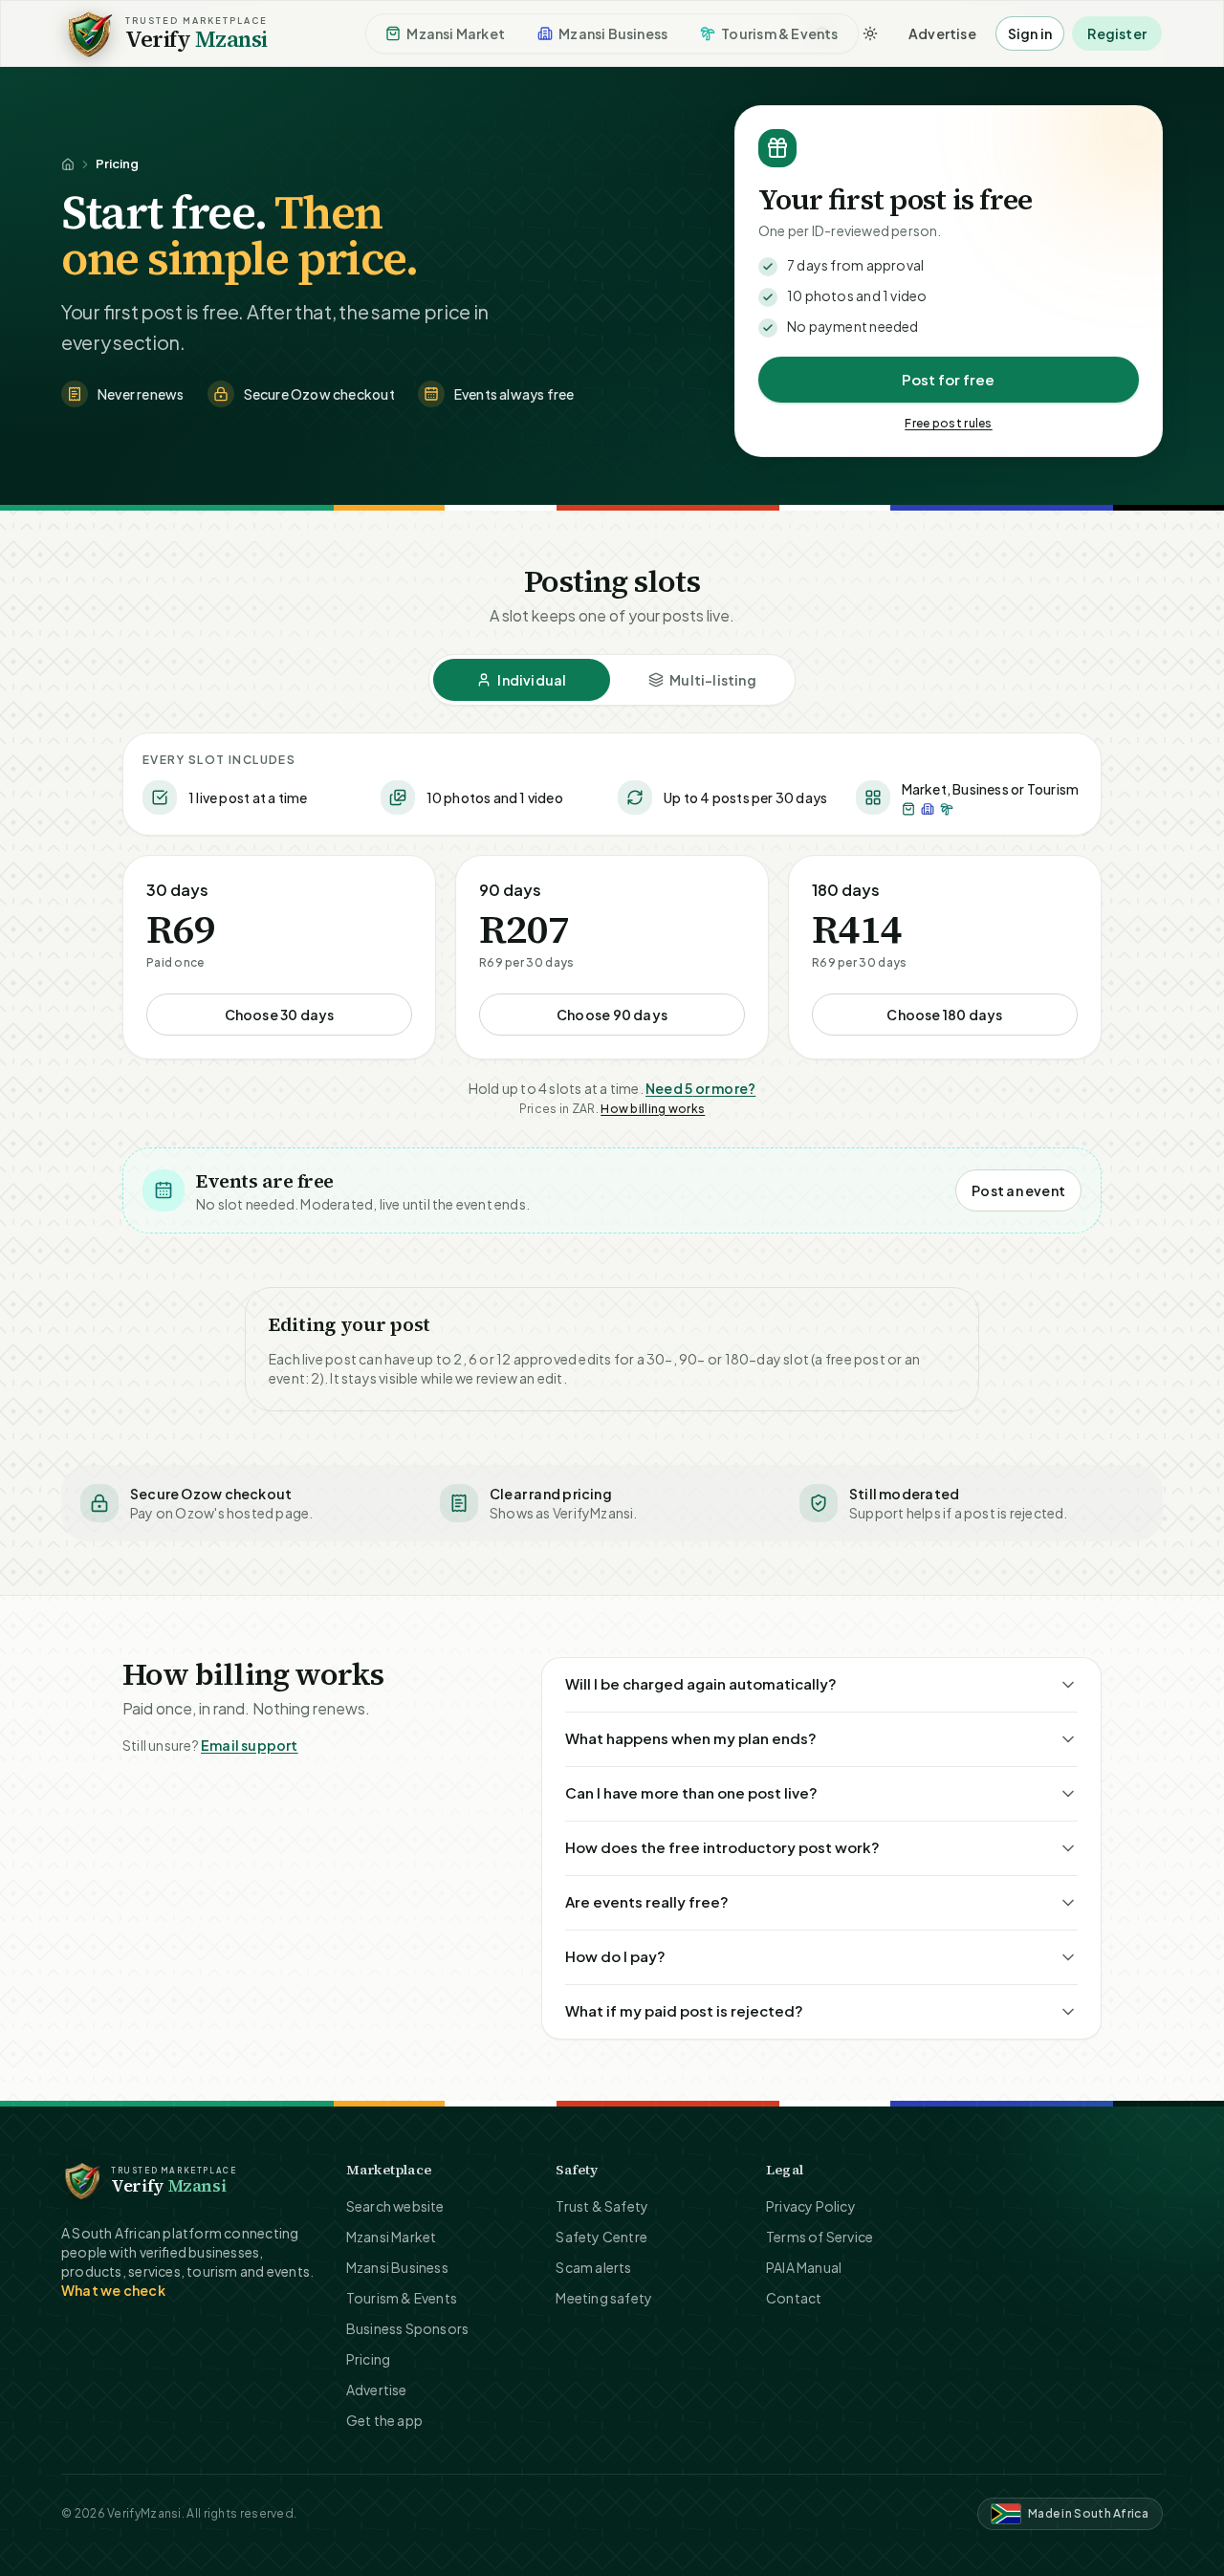 TRUSTED MARKETPLACE
Verify Mzansi
Mzansi Market
Mzansi Business
Tourism & Events
Advertise
Sign in
Register
Pricing
Start free. Then
one simple price.
Your first post is free. After that, the same price in
every section.
Never renews
Secure Ozow checkout
Events always free
Your first post is free
One per ID-reviewed person.
7 days from approval
10 photos and 1 video
No payment needed
Post for free
Free post rules
Posting slots
A slot keeps one of your posts live.
Individual
Multi-listing
EVERY SLOT INCLUDES
1 live post at a time
10 photos and 1 video
Up to 4 posts per 30 days
Market, Business or Tourism
30 days
R69
Paid once
Choose 30 days
90 days
R207
R69 per 30 days
Choose 90 days
180 days
R414
R69 per 30 days
Choose 180 days
Hold up to 4 slots at a time. Need 5 or more?
Prices in ZAR. How billing works
Events are free
No slot needed. Moderated, live until the event ends.
Post an event
Editing your post
Each live post can have up to 2, 6 or 12 approved edits for a 30-, 90- or 180-day slot (a free post or an
event: 2). It stays visible while we review an edit.
Secure Ozow checkout
Pay on Ozow's hosted page.
Clear rand pricing
Shows as VerifyMzansi.
Still moderated
Support helps if a post is rejected.
How billing works
Paid once, in rand. Nothing renews.
Still unsure? Email support
Will I be charged again automatically?
What happens when my plan ends?
Can I have more than one post live?
How does the free introductory post work?
Are events really free?
How do I pay?
What if my paid post is rejected?
TRUSTED MARKETPLACE
Verify Mzansi
A South African platform connecting
people with verified businesses,
products, services, tourism and events.
What we check
Marketplace
Search website
Mzansi Market
Mzansi Business
Tourism & Events
Business Sponsors
Pricing
Advertise
Get the app
Safety
Trust & Safety
Safety Centre
Scam alerts
Meeting safety
Legal
Privacy Policy
Terms of Service
PAIA Manual
Contact
© 2026 VerifyMzansi. All rights reserved.
Made in South Africa